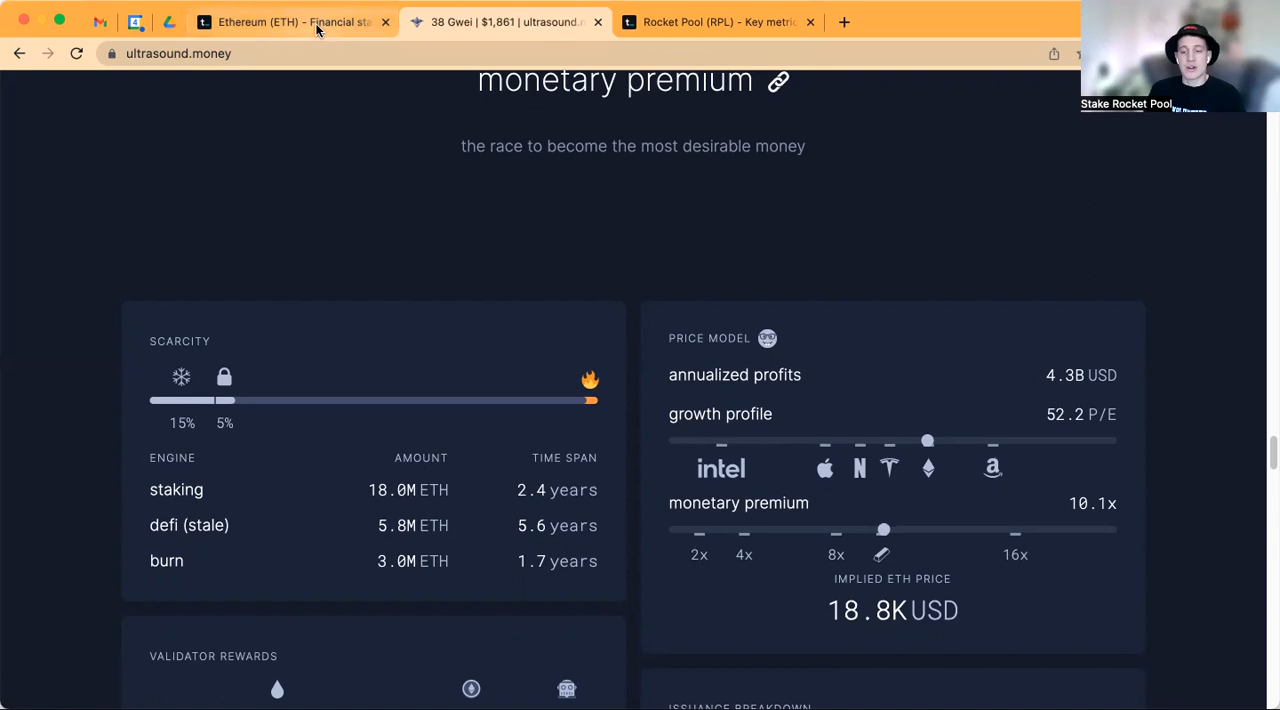 Ethereum (ETH) - Financial sta
38 Gwei | $1,861 | ultrasound.m
Rocket Pool (RPL) - Key metric
ultrasound.money
Stake Rocket Pool
monetary premium
the race to become the most desirable money
SCARCITY
15% 5%
ENGINE AMOUNT TIME SPAN
staking 18.0M ETH 2.4 years
defi (stale) 5.8M ETH 5.6 years
burn 3.0M ETH 1.7 years
PRICE MODEL
annualized profits 4.3B USD
growth profile 52.2 P/E
intel
monetary premium 10.1x
2x 4x 8x 16x
IMPLIED ETH PRICE
18.8K USD
VALIDATOR REWARDS
ISSUANCE BREAKDOWN